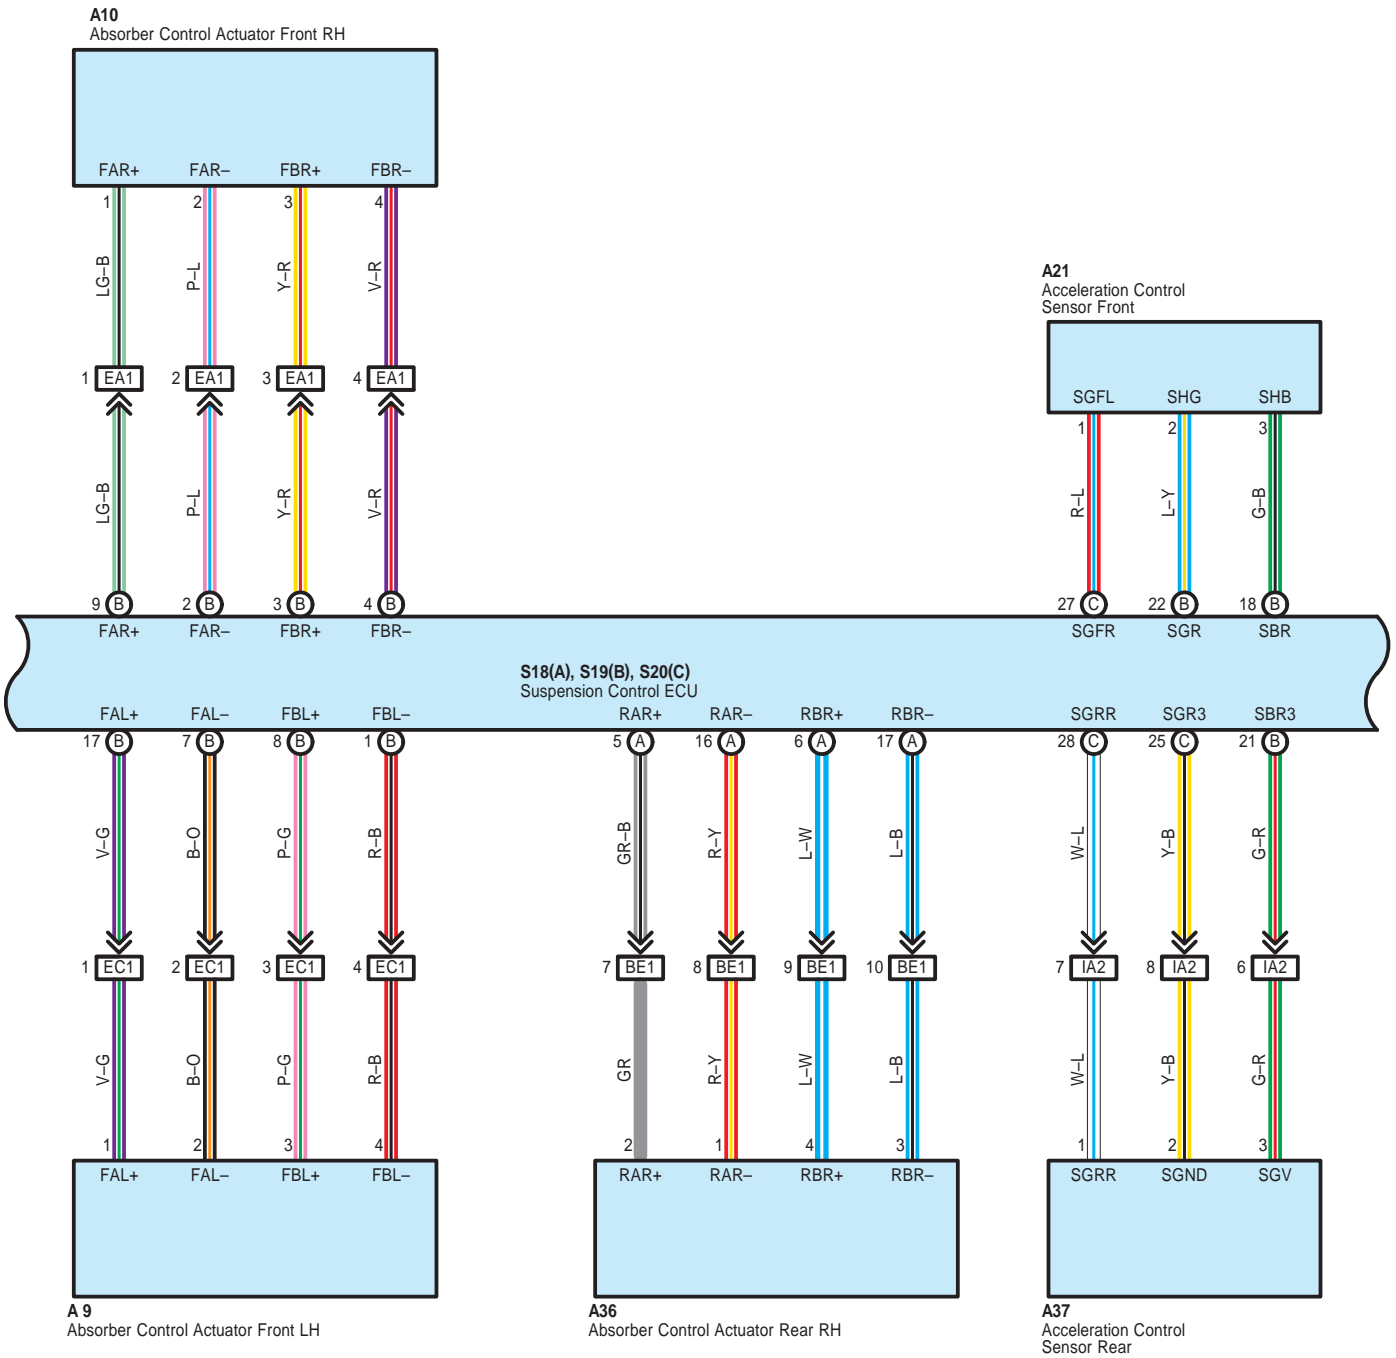 A10
Absorber Control Actuator Front RH
FAR+ FAR– FBR+ FBR–
1 2 3 4
LG–B P–L Y–R V–R
1 EA1 2 EA1 3 EA1 4 EA1
LG–B P–L Y–R V–R
9 B 2 B 3 B 4 B
FAR+ FAR– FBR+ FBR–
A21
Acceleration Control
Sensor Front
SGFL SHG SHB
1 2 3
R–L L–Y G–B
27 C 22 B 18 B
SGFR SGR SBR
S18(A), S19(B), S20(C)
Suspension Control ECU
FAL+ FAL– FBL+ FBL– RAR+ RAR– RBR+ RBR– SGRR SGR3 SBR3
17 B 7 B 8 B 1 B 5 A 16 A 6 A 17 A 28 C 25 C 21 B
V–G B–O P–G R–B GR–B R–Y L–W L–B W–L Y–B G–R
1 EC1 2 EC1 3 EC1 4 EC1 7 BE1 8 BE1 9 BE1 10 BE1 7 IA2 8 IA2 6 IA2
V–G B–O P–G R–B GR R–Y L–W L–B W–L Y–B G–R
1 2 3 4 2 1 4 3 1 2 3
FAL+ FAL– FBL+ FBL– RAR+ RAR– RBR+ RBR– SGRR SGND SGV
A 9
Absorber Control Actuator Front LH
A36
Absorber Control Actuator Rear RH
A37
Acceleration Control
Sensor Rear